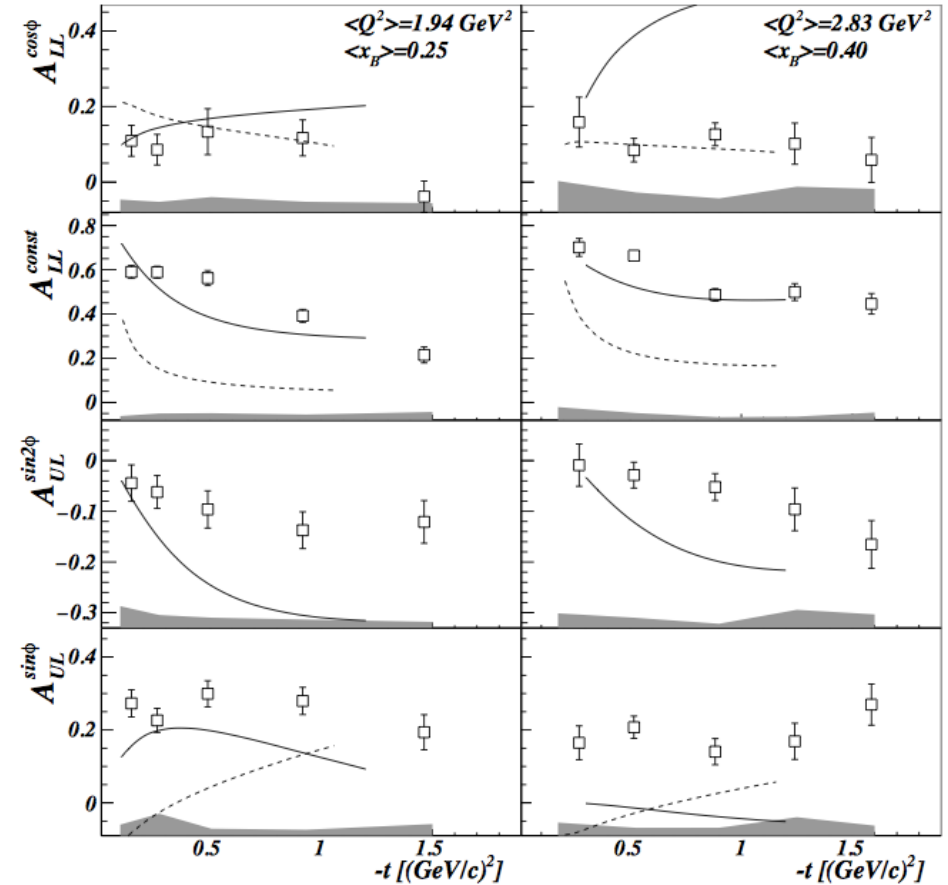 <Q²>=1.94 GeV²
<x_B>=0.25
<Q²>=2.83 GeV²
<x_B>=0.40
A_LL^cosϕ
0.4
0.2
0
A_LL^const
0.8
0.6
0.4
0.2
0
A_UL^sin2ϕ
0
−0.1
−0.2
−0.3
A_UL^sinϕ
0.4
0.2
0
0.5 1 1.5
0.5 1 1.5
-t [(GeV/c)²]
-t [(GeV/c)²]